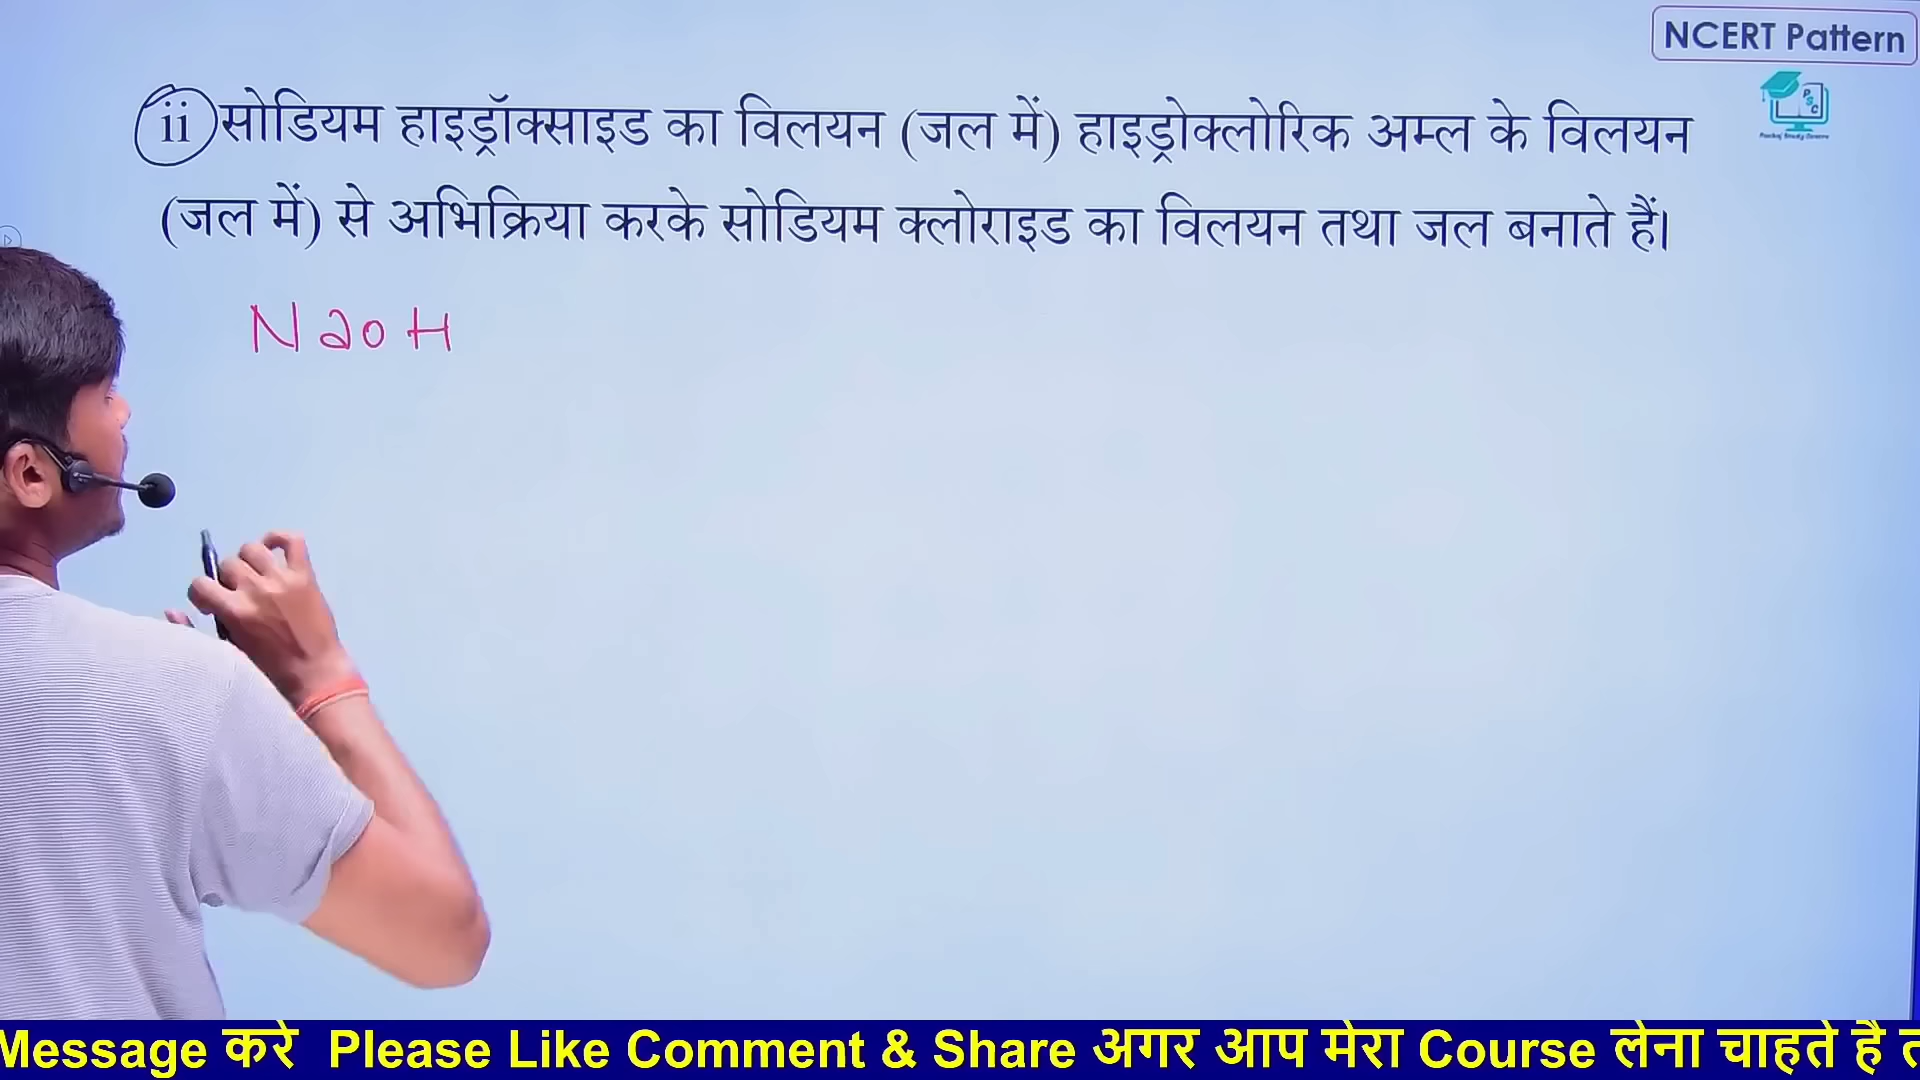 NCERT Pattern
ii सोडियम हाइड्रॉक्साइड का विलयन (जल में) हाइड्रोक्लोरिक अम्ल के विलयन
(जल में) से अभिक्रिया करके सोडियम क्लोराइड का विलयन तथा जल बनाते हैं।
NaoH
Message करे Please Like Comment & Share अगर आप मेरा Course लेना चाहते है